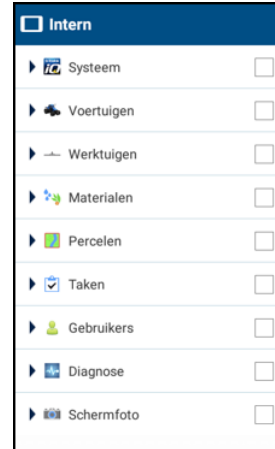 Intern
Systeem
Voertuigen
Werktuigen
Materialen
Percelen
Taken
Gebruikers
Diagnose
Schermfoto